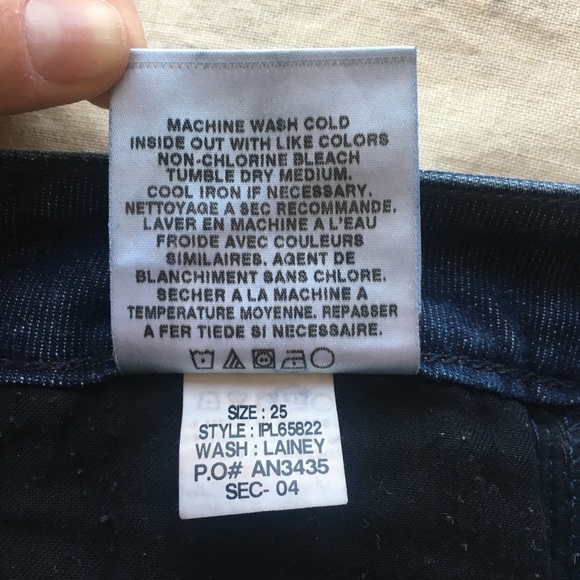 MACHINE WASH COLD
INSIDE OUT WITH LIKE COLORS
NON-CHLORINE BLEACH
TUMBLE DRY MEDIUM.
COOL IRON IF NECESSARY.
NETTOYAGE A SEC RECOMMANDE.
LAVER EN MACHINE A L'EAU
FROIDE AVEC COULEURS
SIMILAIRES. AGENT DE
BLANCHIMENT SANS CHLORE.
SECHER A LA MACHINE A
TEMPERATURE MOYENNE. REPASSER
A FER TIEDE SI NECESSAIRE.
SIZE : 25
STYLE : IPL65822
WASH : LAINEY
P.O# AN3435
SEC- 04